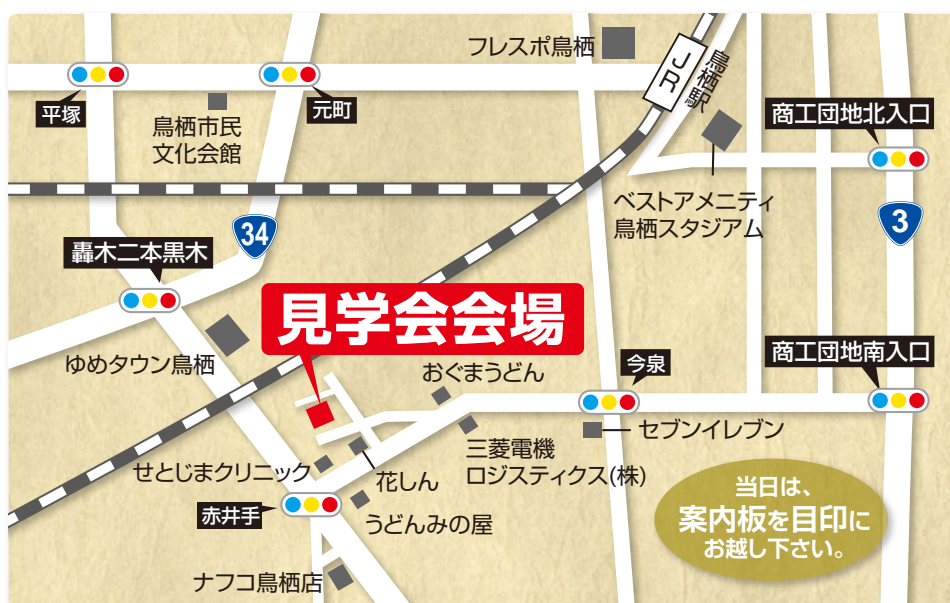 フレスポ鳥栖
JR
鳥栖駅
平塚
元町
商工団地北入口
鳥栖市民
文化会館
ベストアメニティ
鳥栖スタジアム
34
3
轟木二本黒木
見学会会場
ゆめタウン鳥栖
おぐまうどん
今泉
商工団地南入口
セブンイレブン
三菱電機
ロジスティクス(株)
せとじまクリニック
花しん
赤井手
うどんみの屋
ナフコ鳥栖店
当日は、
案内板を目印に
お越し下さい。